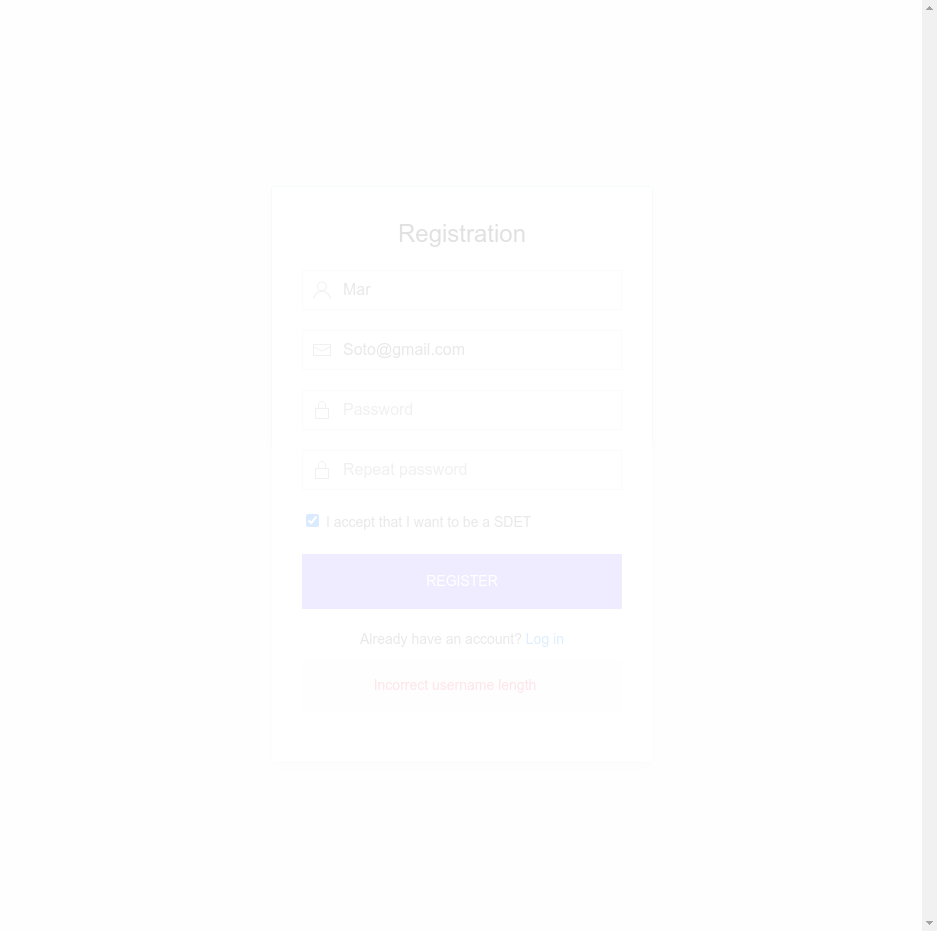 Registration
Mar
Soto@gmail.com
Password
Repeat password
I accept that I want to be a SDET
REGISTER
Already have an account? Log in
Incorrect username length